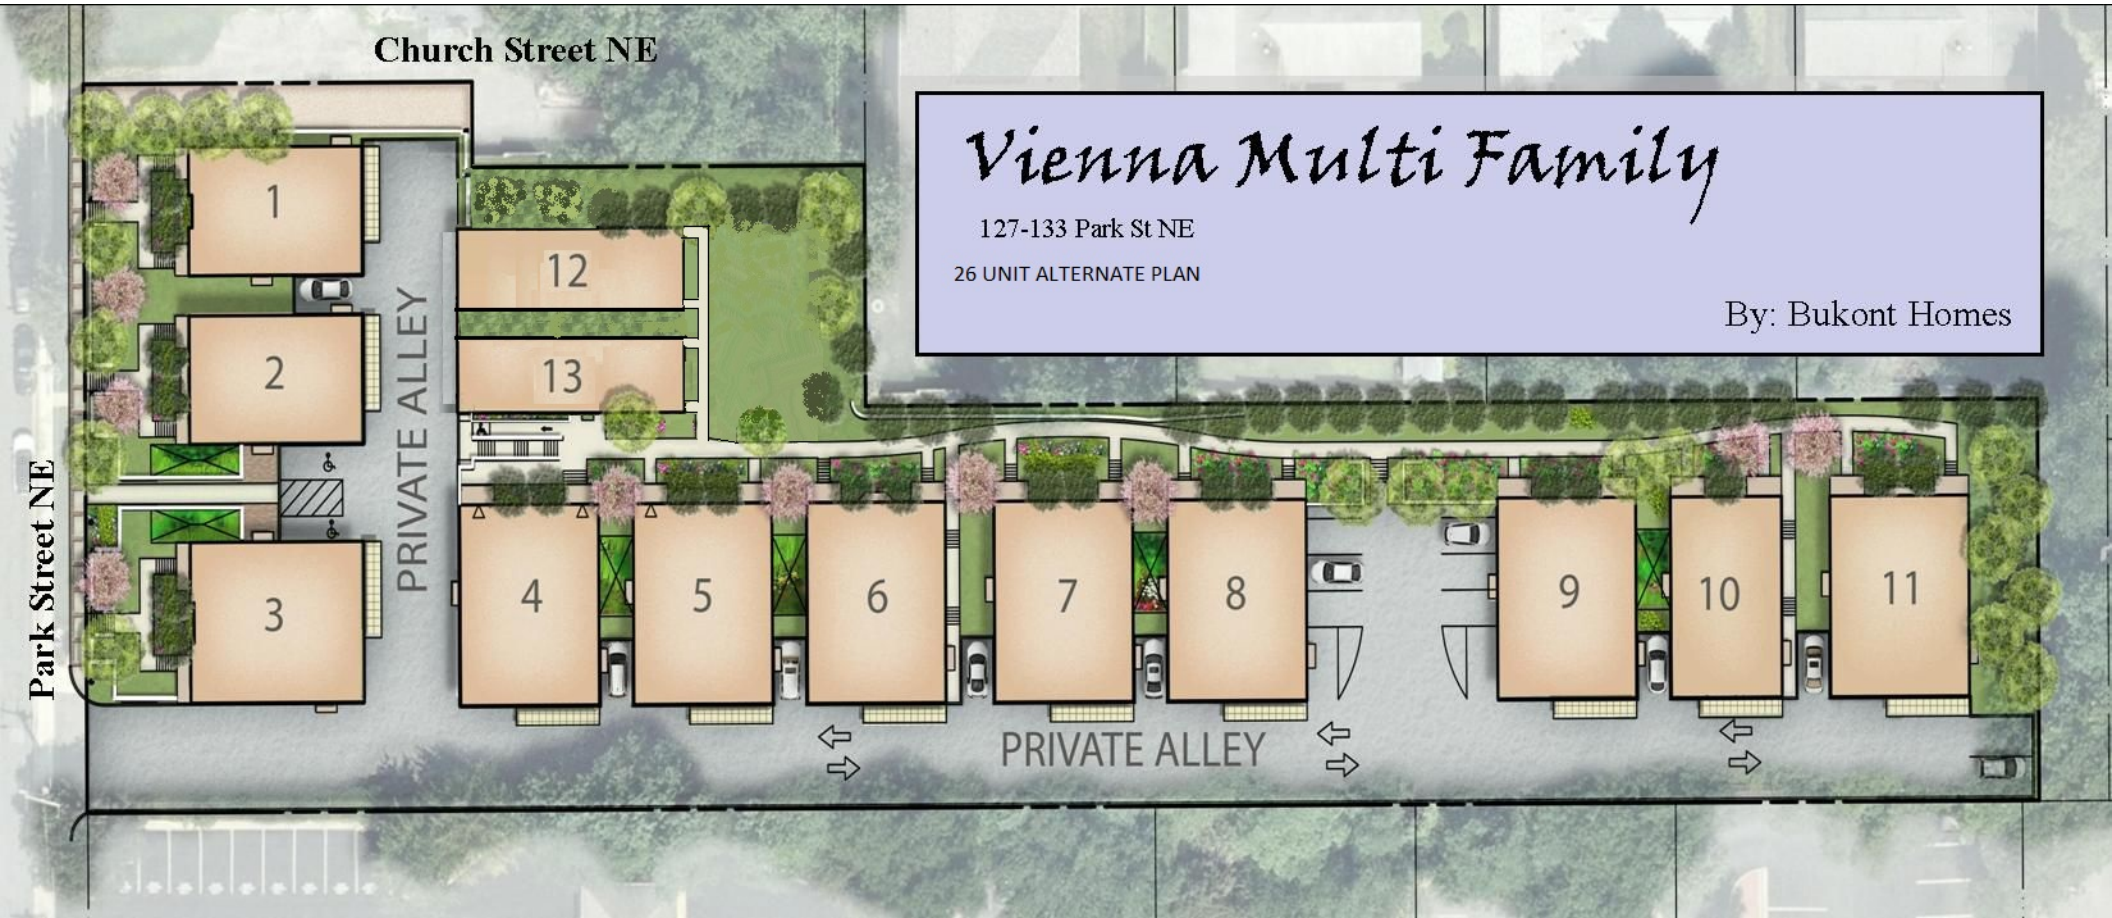 Church Street NE
Vienna Multi Family
127-133 Park St NE
26 UNIT ALTERNATE PLAN
By: Bukont Homes
1
2
3
PRIVATE ALLEY
Park Street NE
12
13
4
5
6
7
8
9
10
11
PRIVATE ALLEY